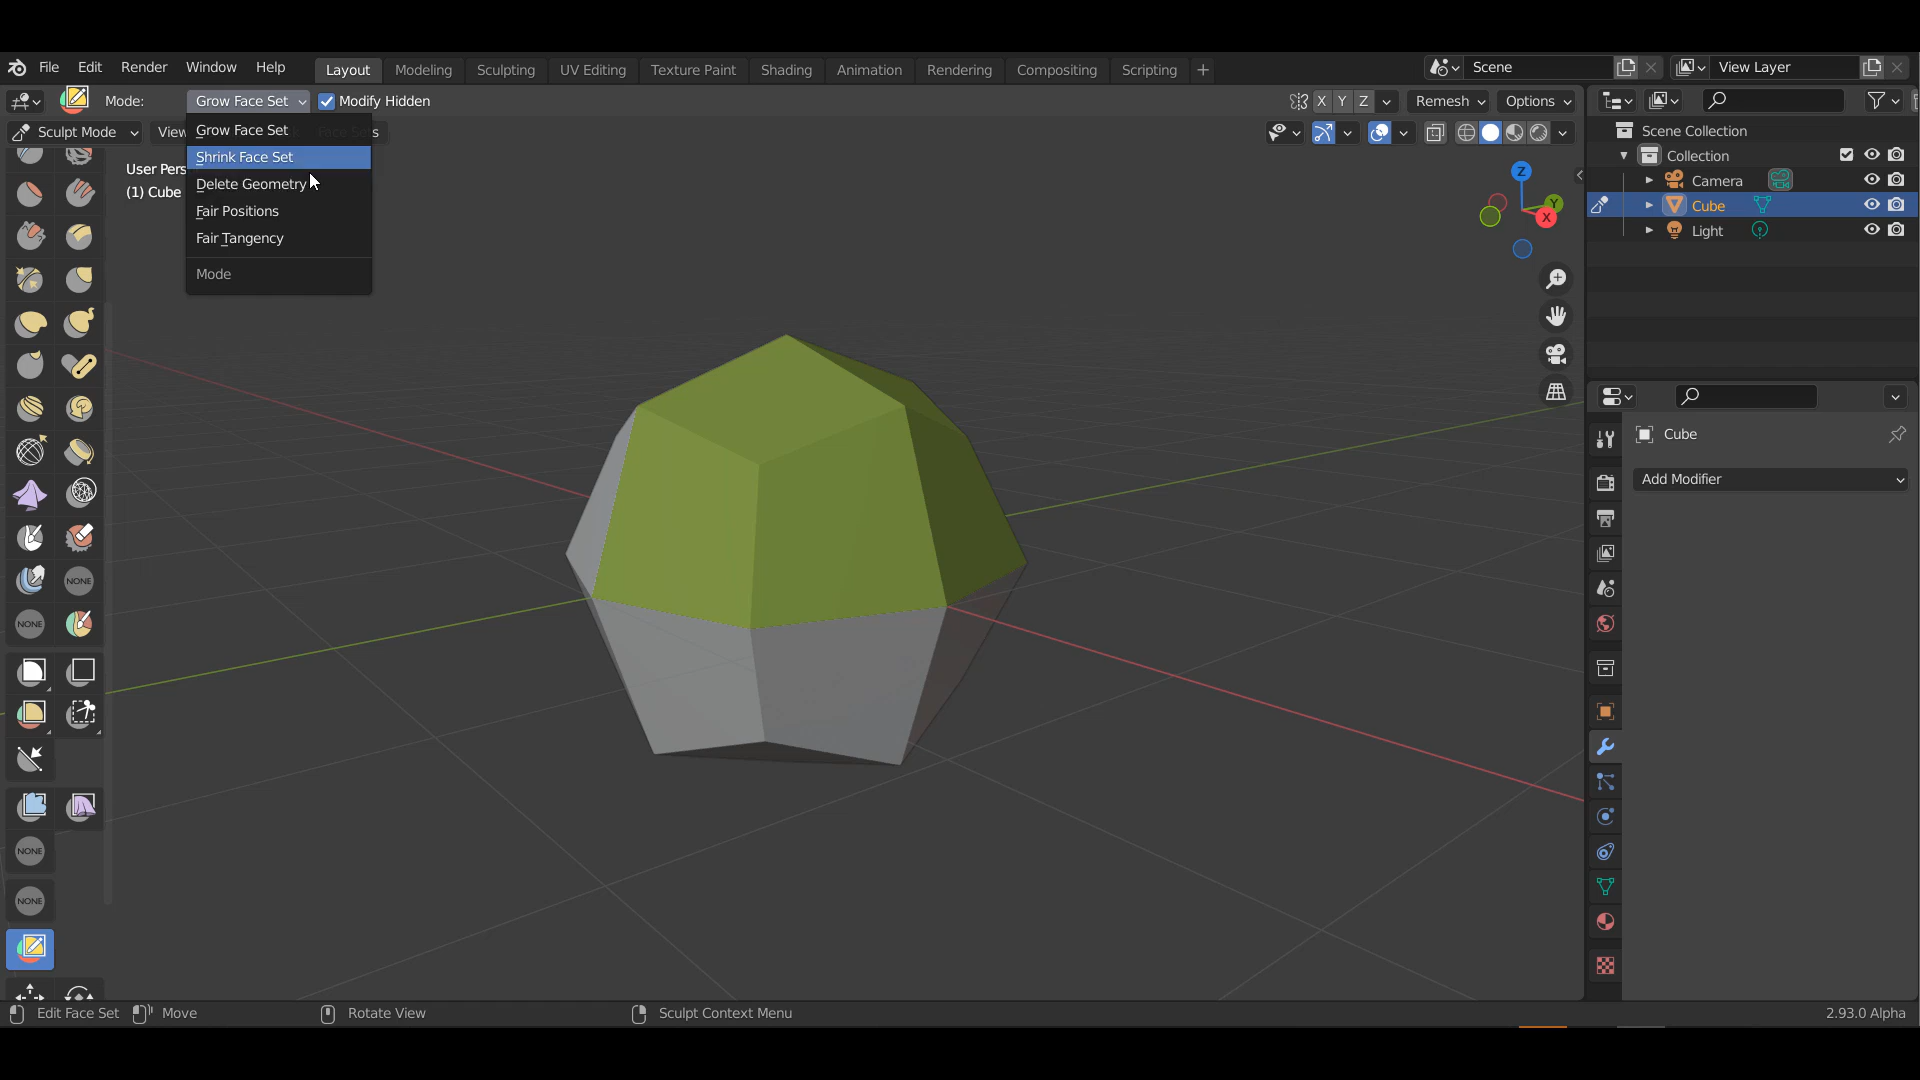 File Edit Render Window Help Layout Modeling Sculpting UV Editing Texture Paint Shading Animation Rendering Compositing Scripting + Scene View Layer
Mode: Grow Face Set Modify Hidden X Y Z Remesh Options
Sculpt Mode View Face Sets
Grow Face Set
Shrink Face Set
Delete Geometry
Fair Positions
Fair Tangency
Mode
User Pers
(1) Cube
Z
Y
X
NONE
NONE
NONE
NONE
Scene Collection
Collection
Camera
Cube
Light
Cube
Add Modifier
Edit Face Set Move Rotate View Sculpt Context Menu 2.93.0 Alpha